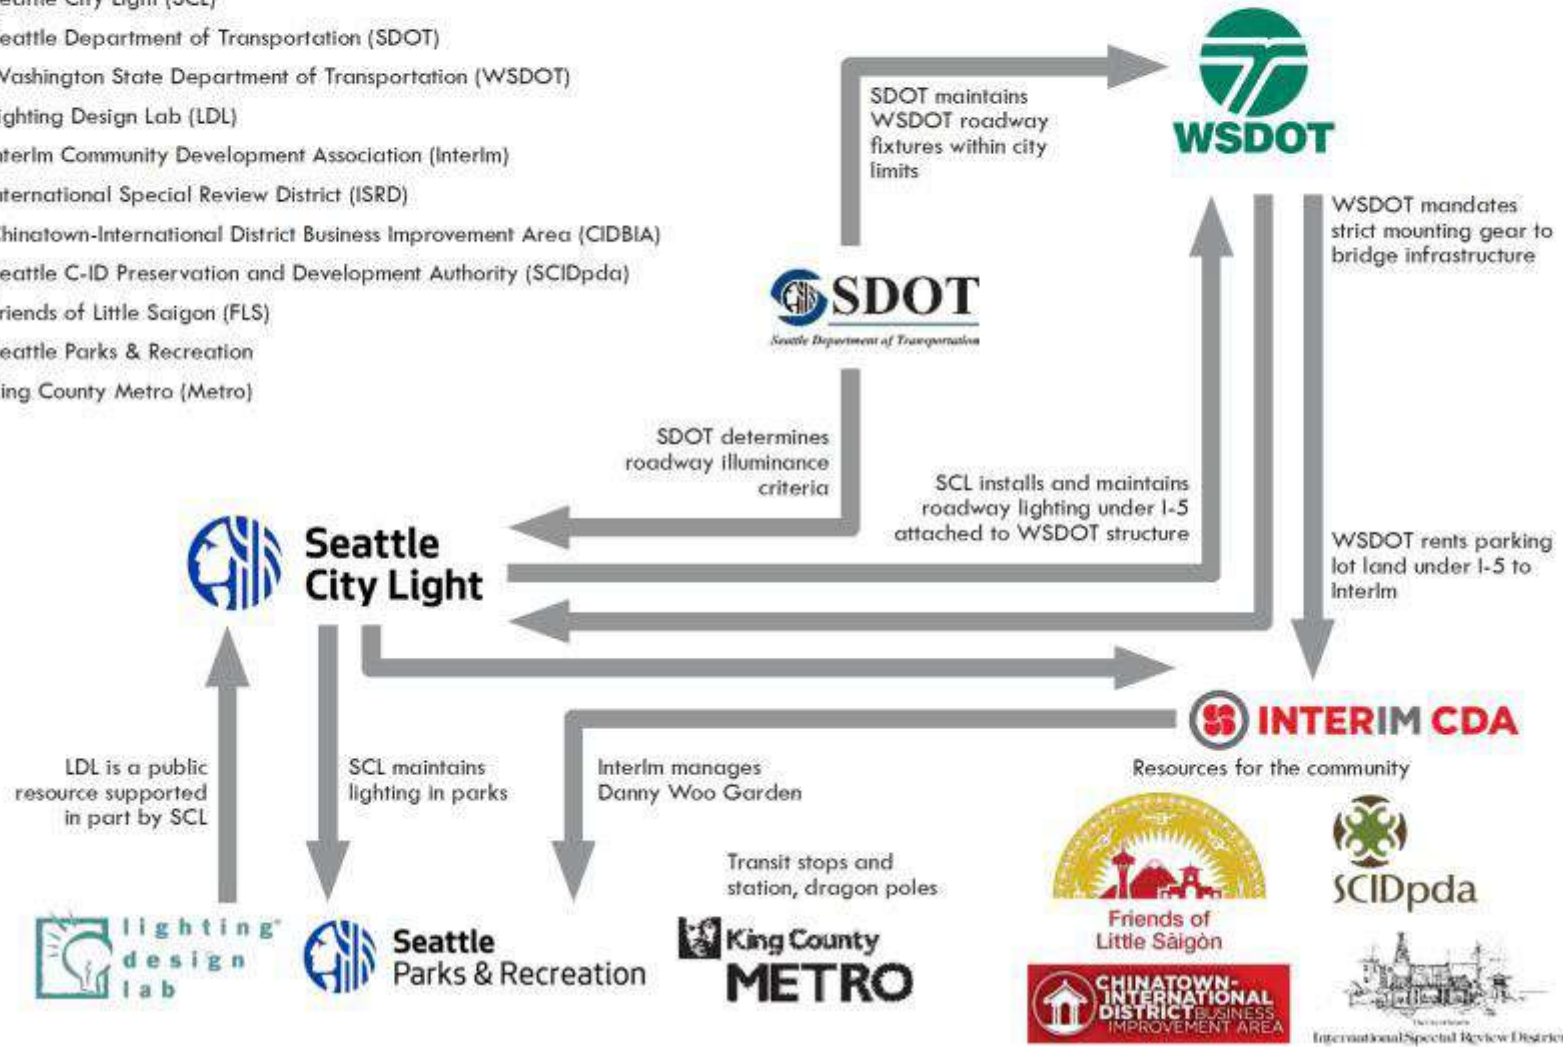 eattle City Light (SCL)
eattle Department of Transportation (SDOT)
Washington State Department of Transportation (WSDOT)
ighting Design Lab (LDL)
nterIm Community Development Association (InterIm)
nternational Special Review District (ISRD)
Chinatown-International District Business Improvement Area (CIDBIA)
eattle C-ID Preservation and Development Authority (SCIDpda)
riends of Little Saigon (FLS)
eattle Parks & Recreation
ing County Metro (Metro)
SDOT maintains
WSDOT roadway
fixtures within city
limits
WSDOT
WSDOT mandates
strict mounting gear to
bridge infrastructure
SDOT
Seattle Department of Transportation
SDOT determines
roadway illuminance
criteria
SCL installs and maintains
roadway lighting under I-5
attached to WSDOT structure
WSDOT rents parking
lot land under I-5 to
InterIm
Seattle
City Light
INTERIM CDA
Resources for the community
LDL is a public
resource supported
in part by SCL
SCL maintains
lighting in parks
InterIm manages
Danny Woo Garden
Transit stops and
station, dragon poles
lighting
design
lab
Seattle
Parks & Recreation
King County
METRO
Friends of
Little Sàigòn
SCIDpda
CHINATOWN-
INTERNATIONAL
DISTRICT BUSINESS
IMPROVEMENT AREA
International Special Review District